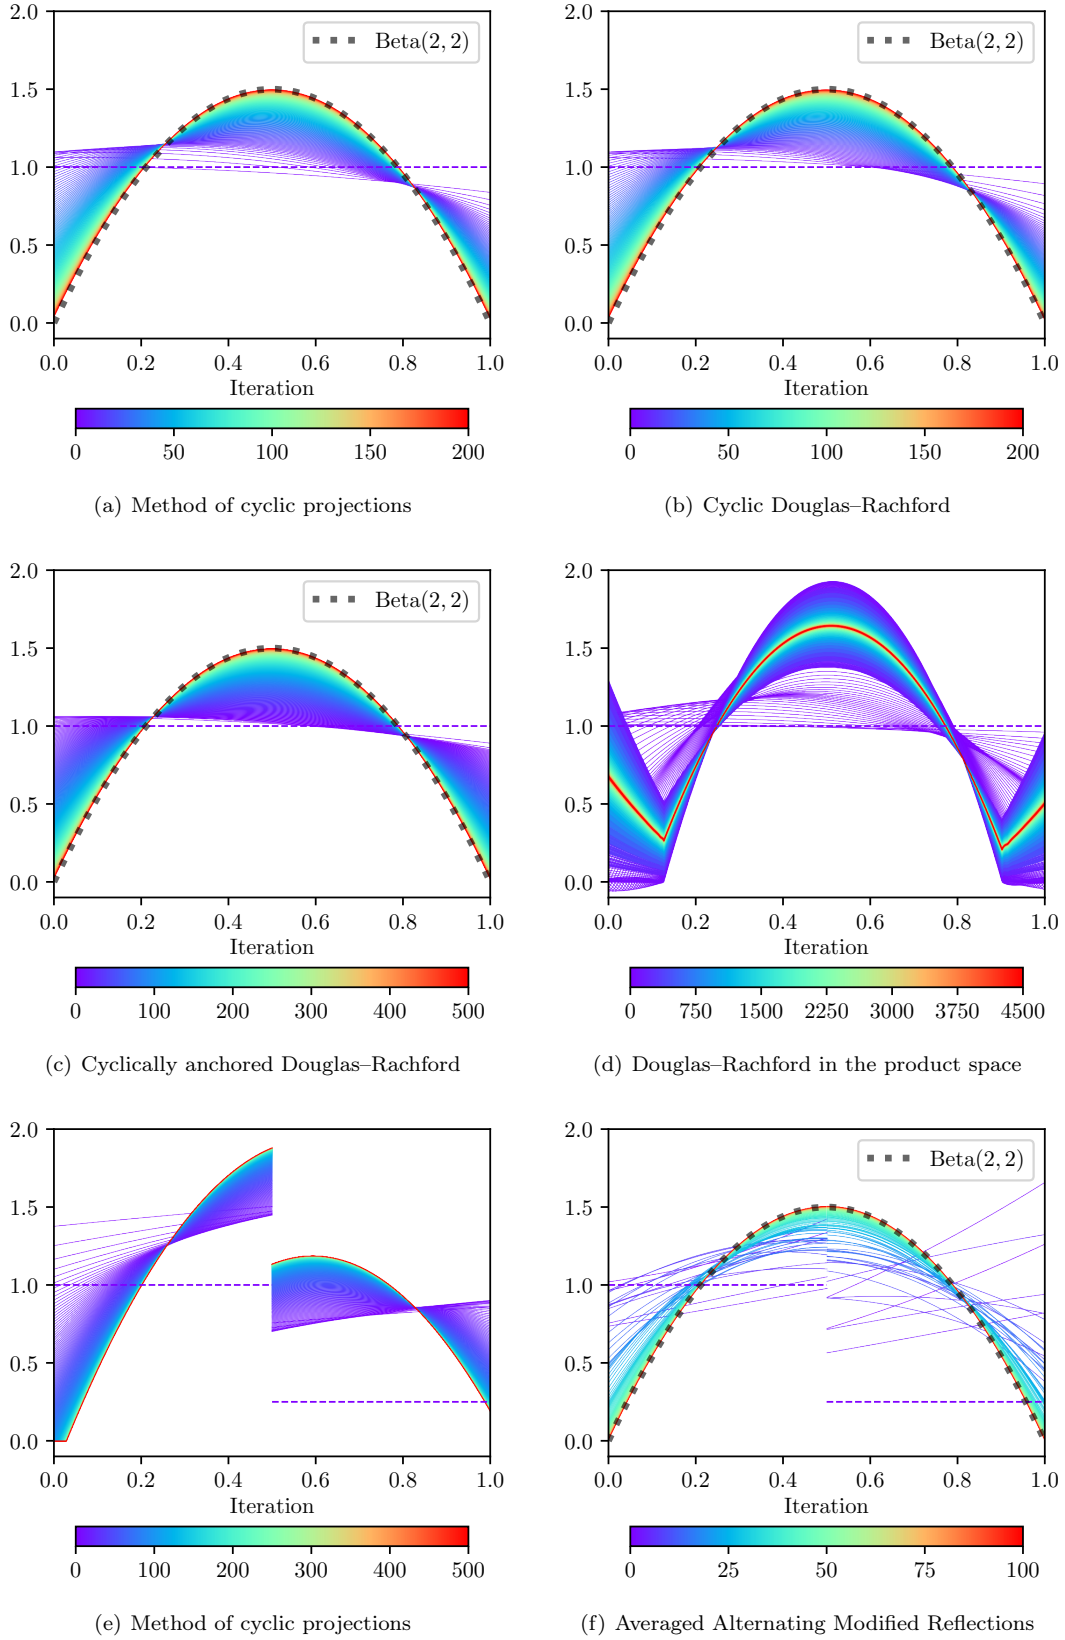 2.0
1.5
1.0
0.5
0.0
Beta(2, 2)
0.0 0.2 0.4 0.6 0.8 1.0
Iteration
0 50 100 150 200
(a) Method of cyclic projections
2.0
1.5
1.0
0.5
0.0
Beta(2, 2)
0.0 0.2 0.4 0.6 0.8 1.0
Iteration
0 50 100 150 200
(b) Cyclic Douglas–Rachford
2.0
1.5
1.0
0.5
0.0
Beta(2, 2)
0.0 0.2 0.4 0.6 0.8 1.0
Iteration
0 100 200 300 400 500
(c) Cyclically anchored Douglas–Rachford
2.0
1.5
1.0
0.5
0.0
0.0 0.2 0.4 0.6 0.8 1.0
Iteration
0 750 1500 2250 3000 3750 4500
(d) Douglas–Rachford in the product space
2.0
1.5
1.0
0.5
0.0
0.0 0.2 0.4 0.6 0.8 1.0
Iteration
0 100 200 300 400 500
(e) Method of cyclic projections
2.0
1.5
1.0
0.5
0.0
Beta(2, 2)
0.0 0.2 0.4 0.6 0.8 1.0
Iteration
0 25 50 75 100
(f) Averaged Alternating Modified Reflections